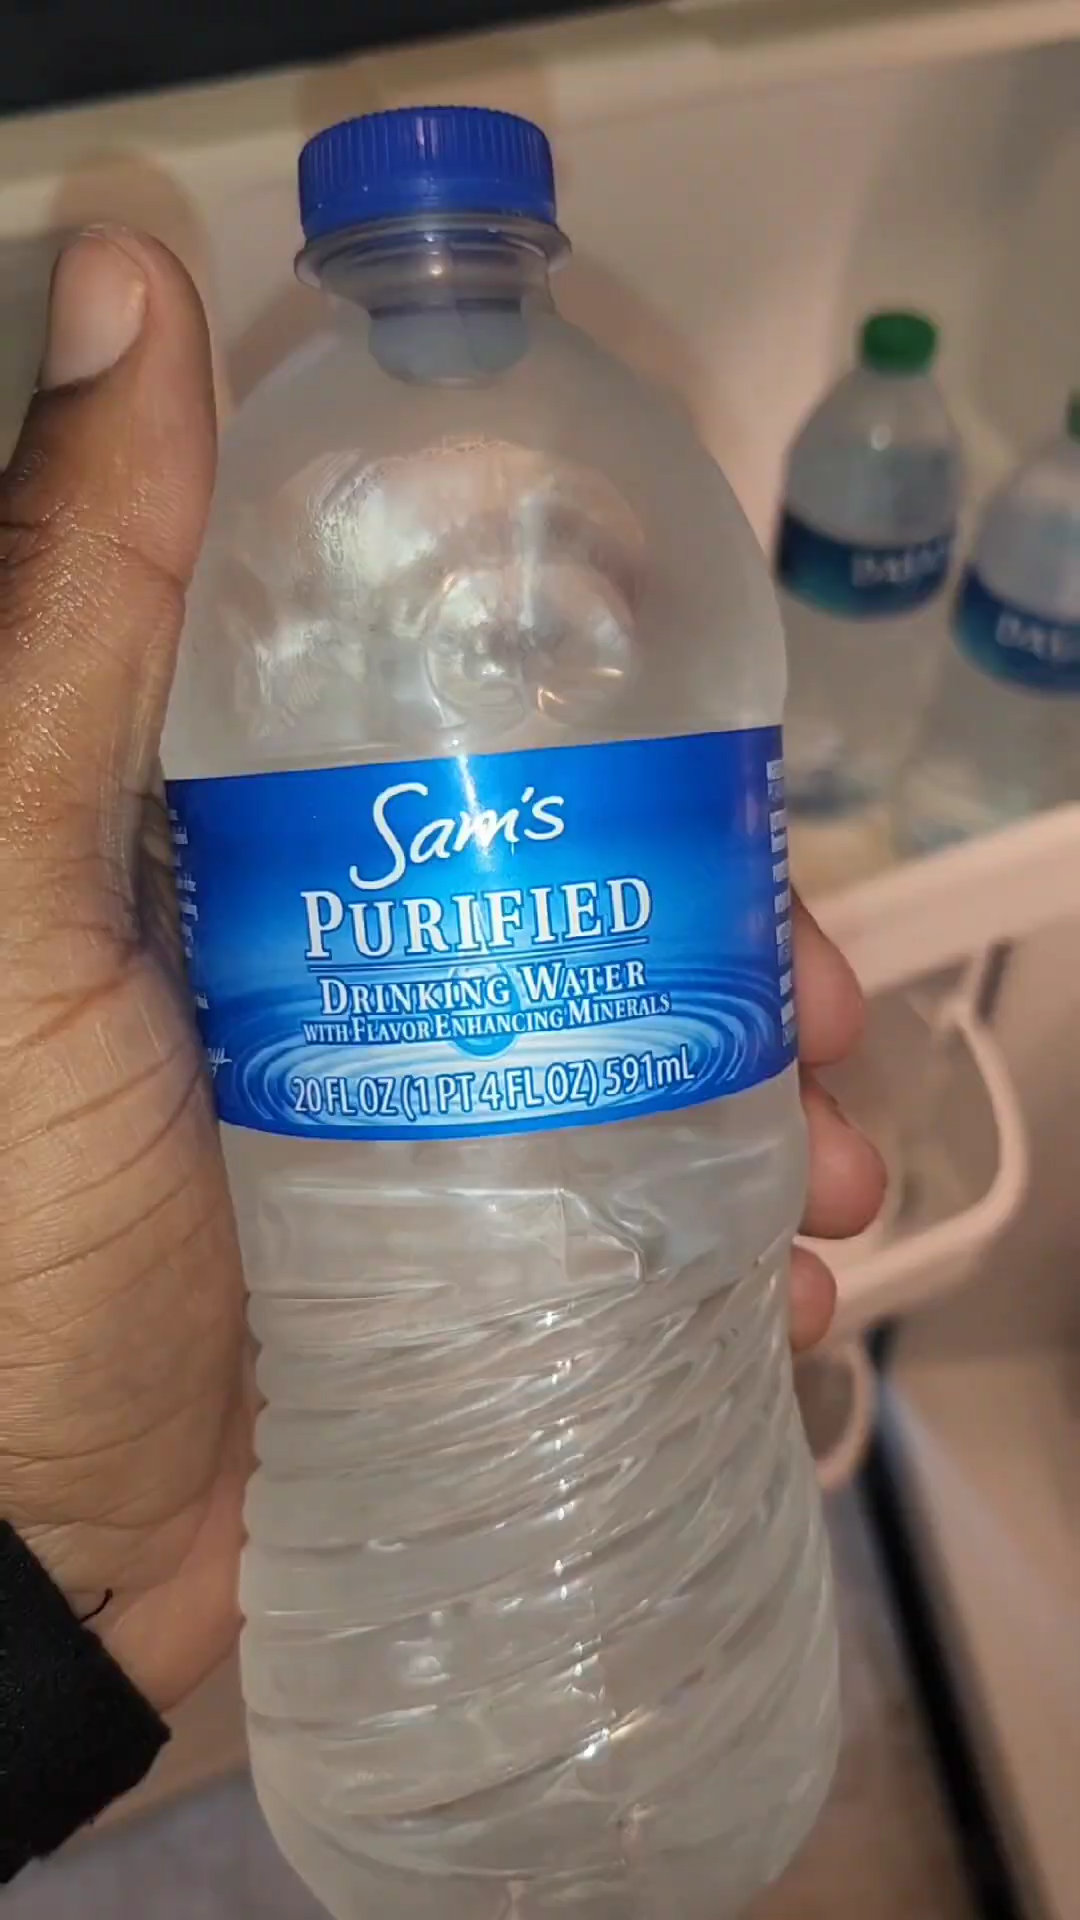 Sam's
PURIFIED
DRINKING WATER
WITH FLAVOR ENHANCING MINERALS
20 FL OZ (1 PT 4 FL OZ) 591mL